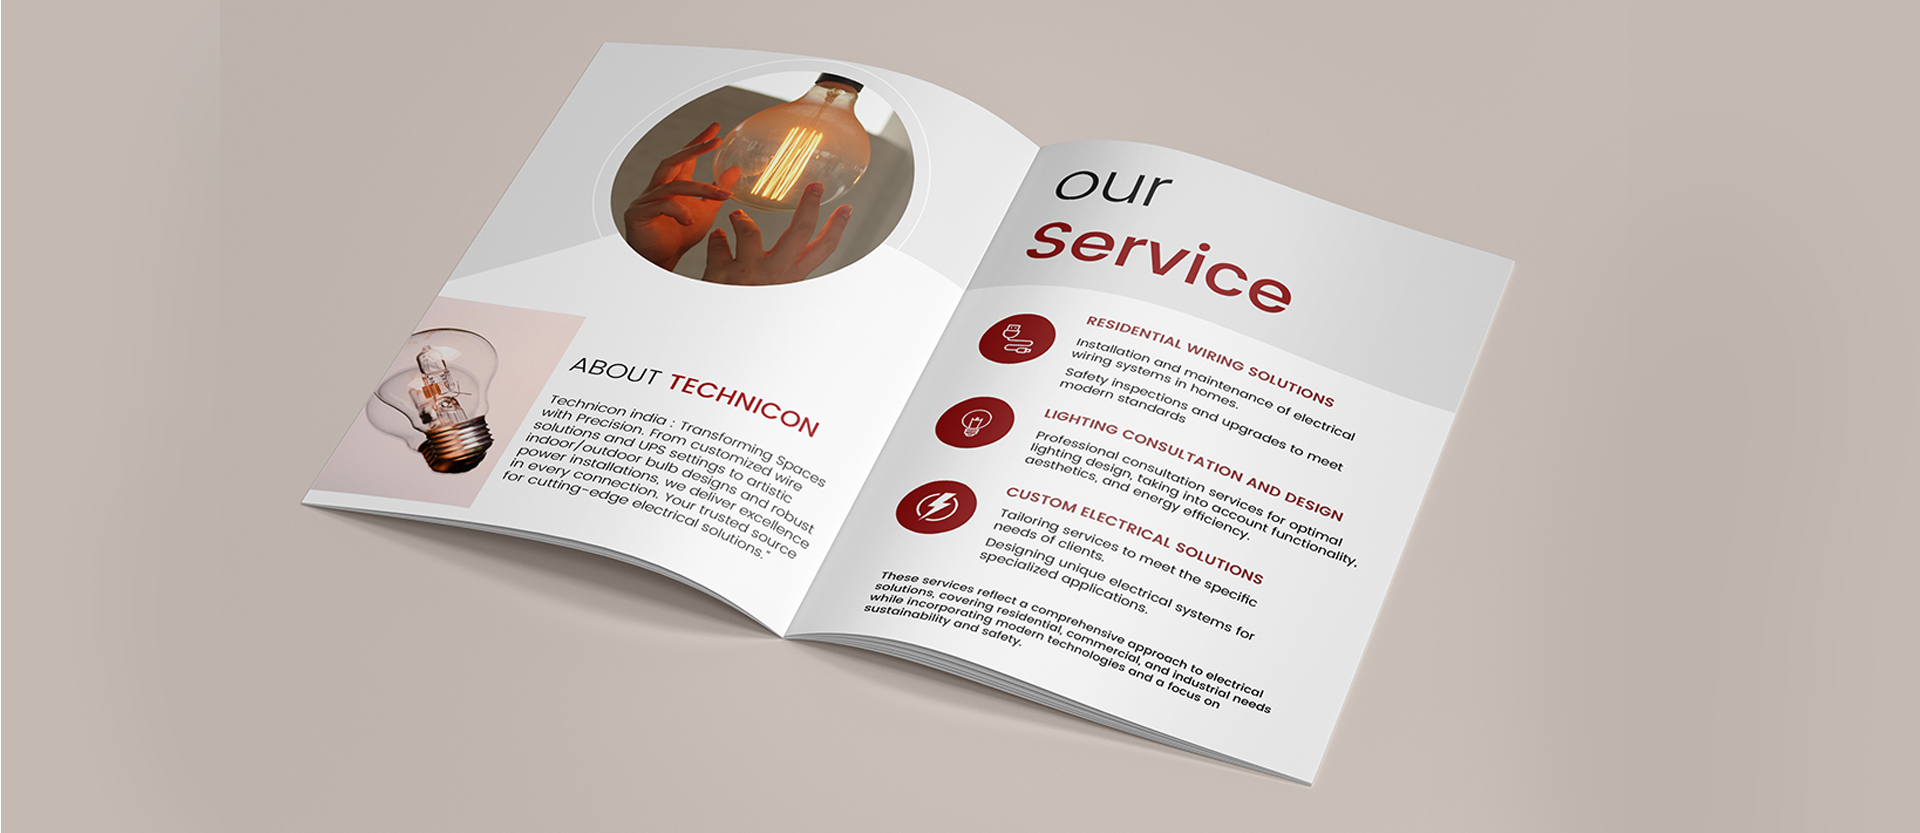 ABOUT TECHNICON
Technicon india : Transforming Spaces
with Precision. From customized wire
solutions and UPS settings to artistic
indoor/outdoor bulb designs and robust
power installations, we deliver excellence
in every connection. Your trusted source
for cutting-edge electrical solutions."
our
service
RESIDENTIAL WIRING SOLUTIONS
Installation and maintenance of electrical
wiring systems in homes.
Safety inspections and upgrades to meet
modern standards
LIGHTING CONSULTATION AND DESIGN
Professional consultation services for optimal
lighting design, taking into account functionality,
aesthetics, and energy efficiency.
CUSTOM ELECTRICAL SOLUTIONS
Tailoring services to meet the specific
needs of clients.
Designing unique electrical systems for
specialized applications.
These services reflect a comprehensive approach to electrical
solutions, covering residential, commercial, and industrial needs
while incorporating modern technologies and a focus on
sustainability and safety.